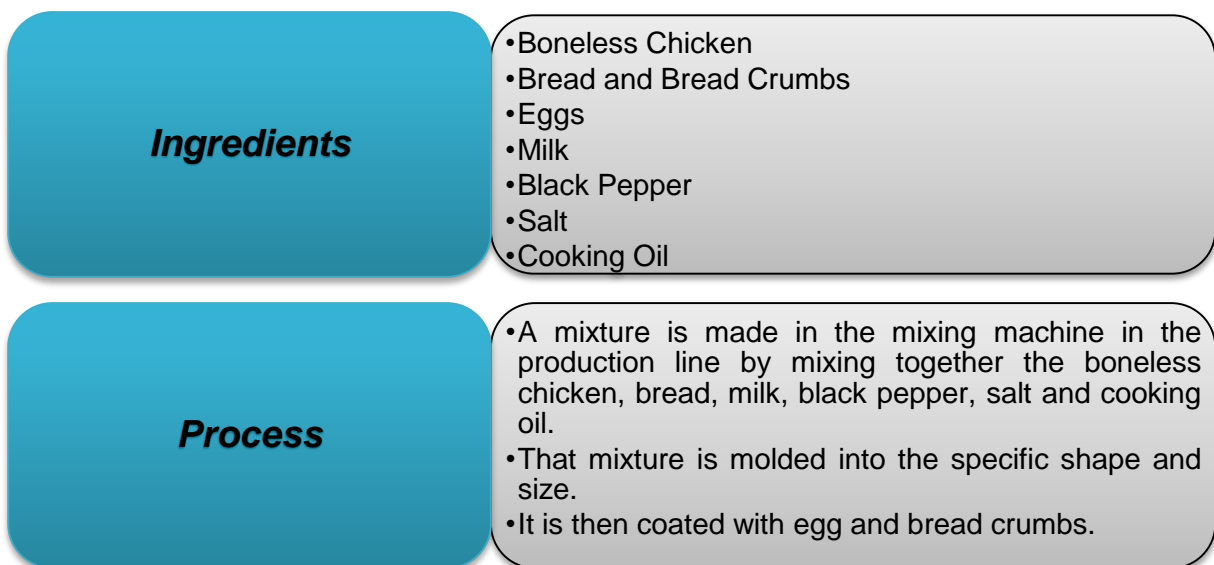 Ingredients
•Boneless Chicken
•Bread and Bread Crumbs
•Eggs
•Milk
•Black Pepper
•Salt
•Cooking Oil
Process
•A mixture is made in the mixing machine in the
production line by mixing together the boneless
chicken, bread, milk, black pepper, salt and cooking
oil.
•That mixture is molded into the specific shape and
size.
•It is then coated with egg and bread crumbs.